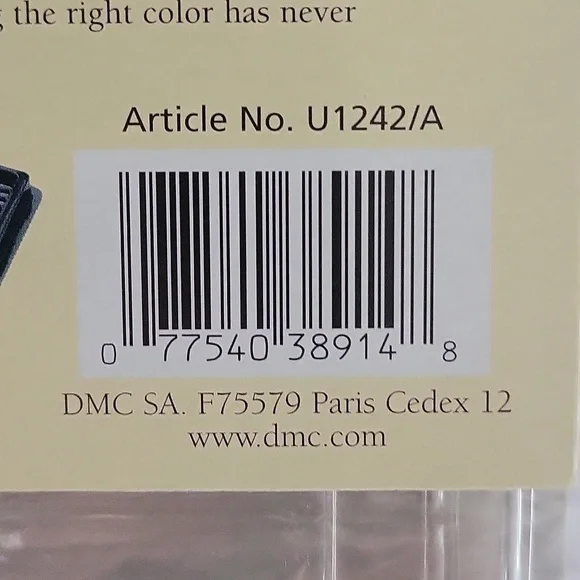 the right color has never
Article No. U1242/A
0 77540 38914 8
DMC SA. F75579 Paris Cedex 12
www.dmc.com